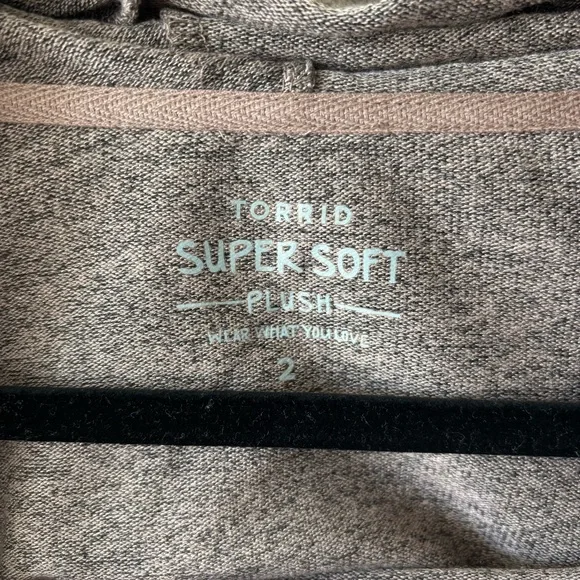 TORRID
SUPER SOFT
PLUSH
WEAR WHAT YOU LOVE
2